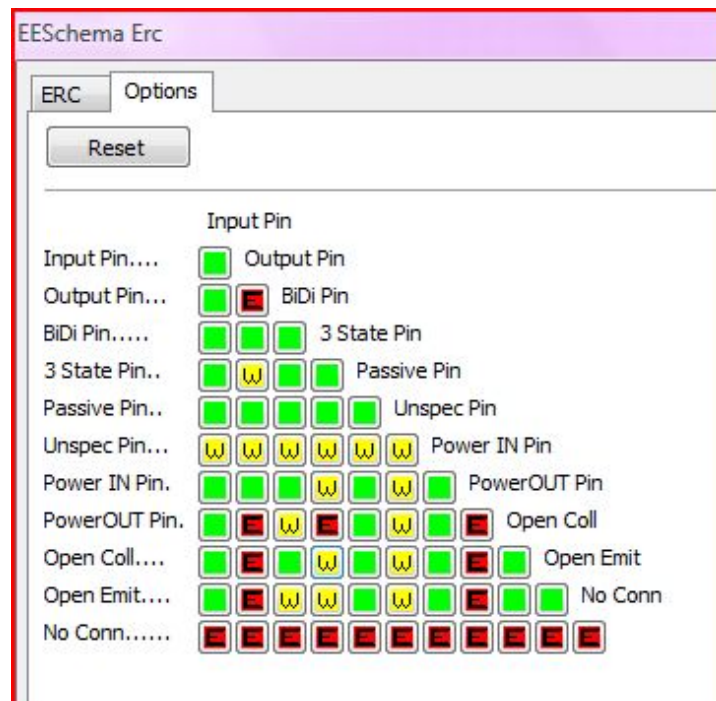 EESchema Erc
ERC Options
Reset
Input Pin
Input Pin.... Output Pin
Output Pin... E BiDi Pin
BiDi Pin..... 3 State Pin
3 State Pin.. W Passive Pin
Passive Pin.. Unspec Pin
Unspec Pin... W W W W W W Power IN Pin
Power IN Pin. W W PowerOUT Pin
PowerOUT Pin. E W E W E Open Coll
Open Coll.... E W W E Open Emit
Open Emit.... E W W W E No Conn
No Conn...... E E E E E E E E E E E